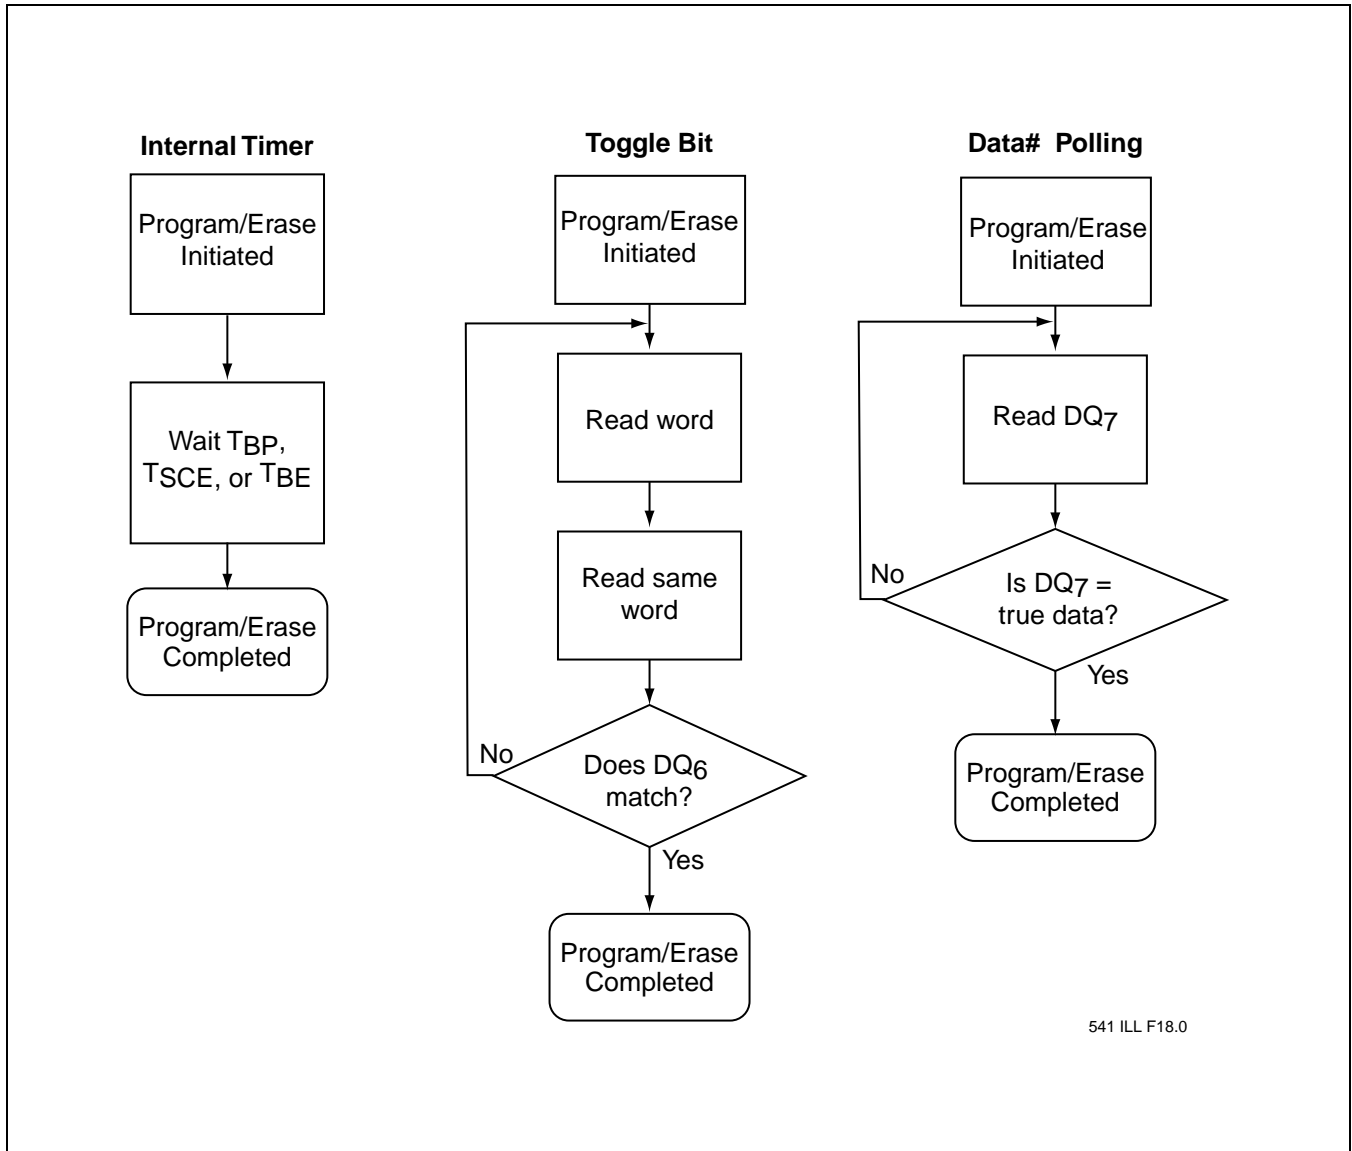 Internal Timer
Program/Erase
Initiated
Wait TBP,
TSCE, or TBE
Program/Erase
Completed
Toggle Bit
Program/Erase
Initiated
Read word
Read same
word
No
Does DQ6
match?
Yes
Program/Erase
Completed
Data# Polling
Program/Erase
Initiated
Read DQ7
No
Is DQ7 =
true data?
Yes
Program/Erase
Completed
541 ILL F18.0